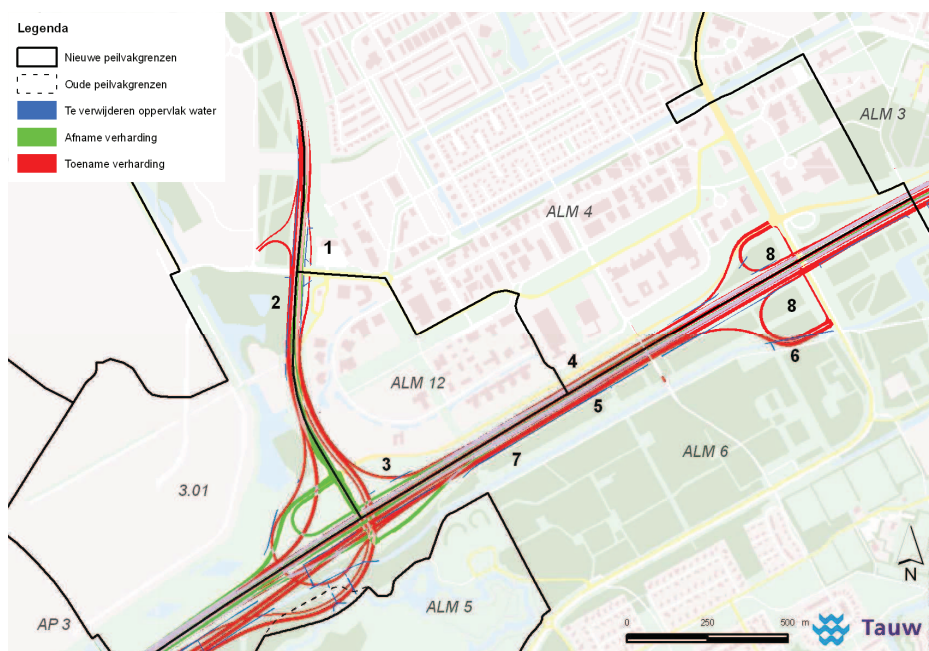 Legenda
Nieuwe peilvakgrenzen
Oude peilvakgrenzen
Te verwijderen oppervlak water
Afname verharding
Toename verharding
ALM 3
ALM 4
1
8
2
8
6
4
ALM 12
5
3
7
ALM 6
3.01
N
AP 3
ALM 5
0 250 500 m
Tauw